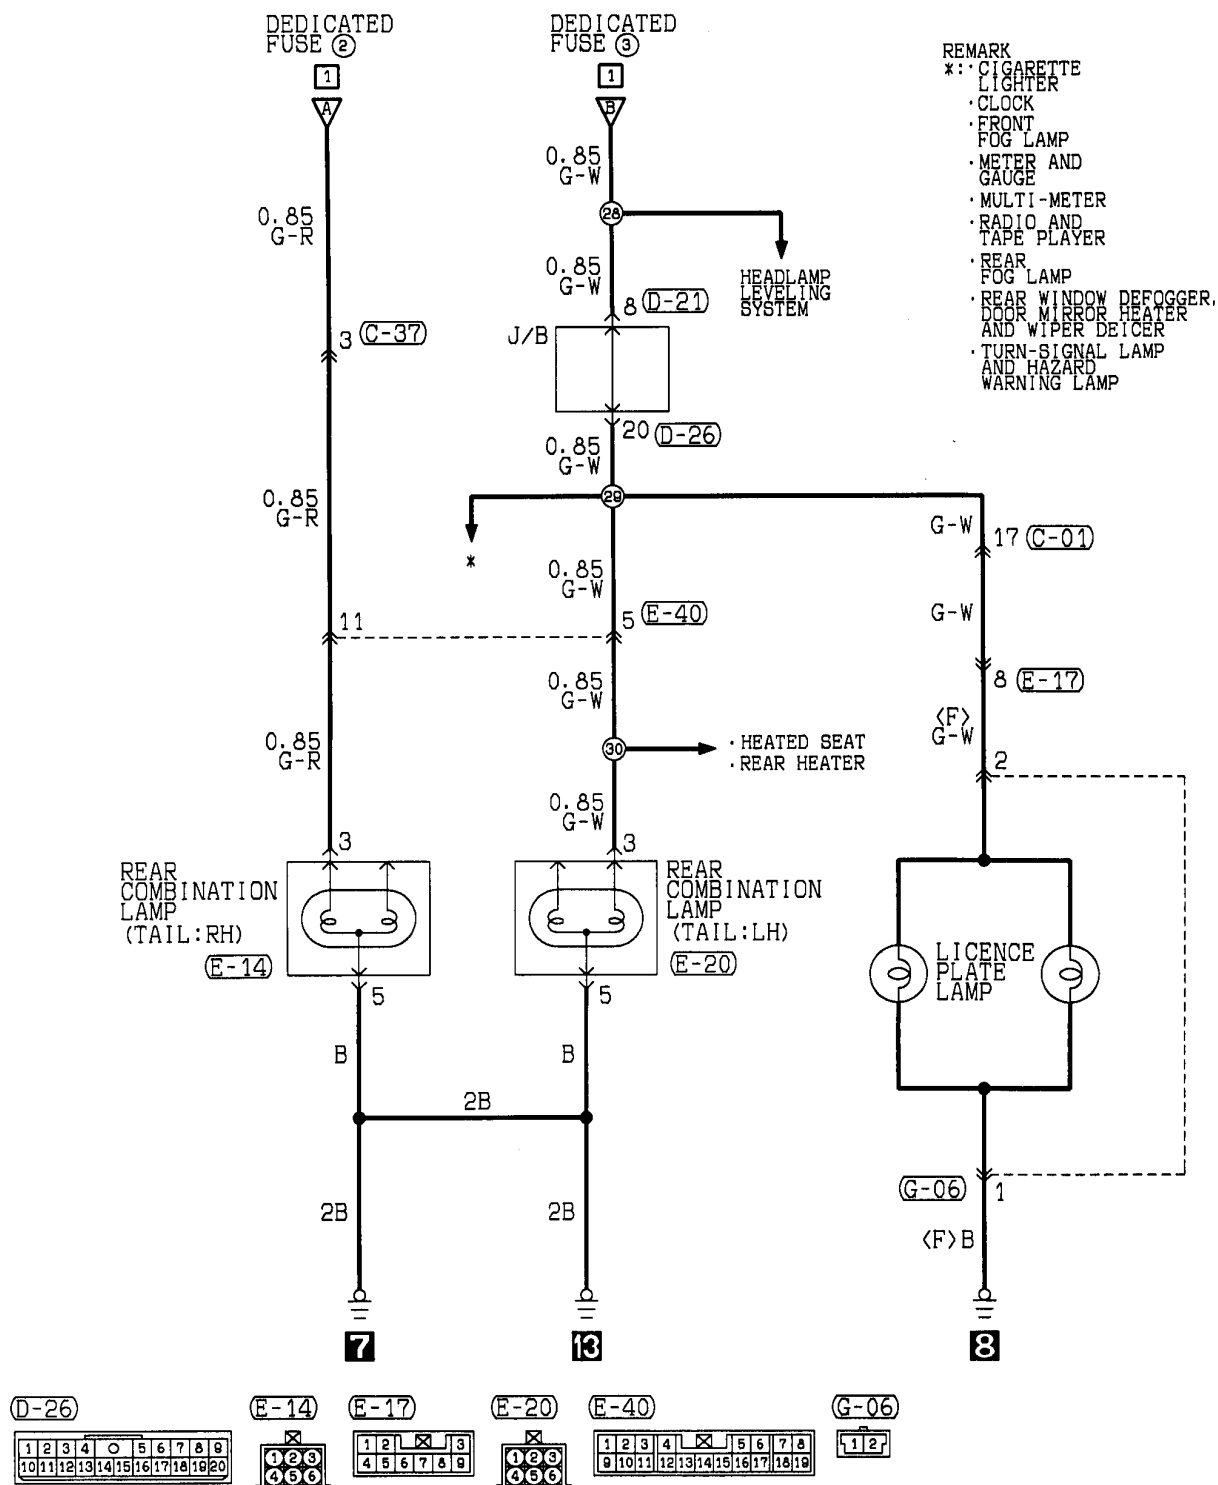 DEDICATED
FUSE ②
1
A
DEDICATED
FUSE ③
1
B
REMARK
*:·CIGARETTE
LIGHTER
·CLOCK
·FRONT
FOG LAMP
·METER AND
GAUGE
·MULTI-METER
·RADIO AND
TAPE PLAYER
·REAR
FOG LAMP
·REAR WINDOW DEFOGGER,
DOOR MIRROR HEATER
AND WIPER DEICER
·TURN-SIGNAL LAMP
AND HAZARD
WARNING LAMP
0.85
G-W
0.85
G-R
28
0.85
G-W
HEADLAMP
LEVELING
SYSTEM
8 D-21
3 C-37
J/B
20 D-26
0.85
G-W
29
0.85
G-R
*
G-W
17 C-01
0.85
G-W
G-W
11
5 E-40
0.85
G-W
8 E-17
<F>
G-W
0.85
G-R
30
·HEATED SEAT
·REAR HEATER
2
0.85
G-W
3
3
REAR
COMBINATION
LAMP
(TAIL:RH)
E-14
REAR
COMBINATION
LAMP
(TAIL:LH)
E-20
LICENCE
PLATE
LAMP
5
5
B
B
2B
2B
2B
G-06
1
<F>B
7
13
8
D-26
E-14
E-17
E-20
E-40
G-06
1 2 3 4 5 6 7 8 9
10 11 12 13 14 15 16 17 18 19 20
1 2 3
4 5 6
1 2 3
4 5 6 7 8 9
1 2 3
4 5 6
1 2 3 4 5 6 7 8
9 10 11 12 13 14 15 16 17 18 19
1 2